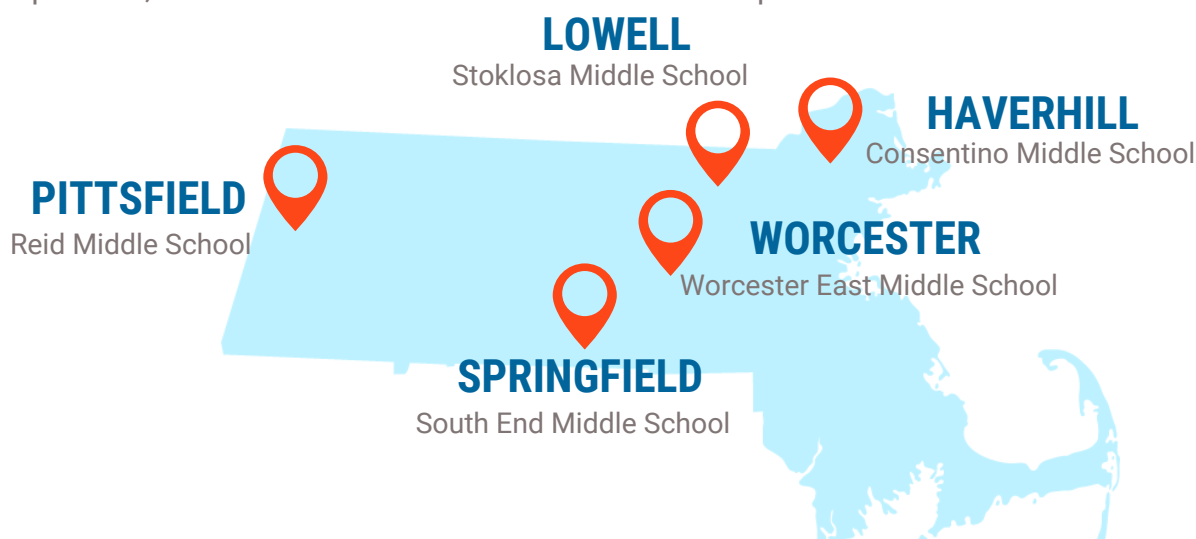 LOWELL
Stoklosa Middle School
HAVERHILL
Consentino Middle School
PITTSFIELD
Reid Middle School
WORCESTER
Worcester East Middle School
SPRINGFIELD
South End Middle School